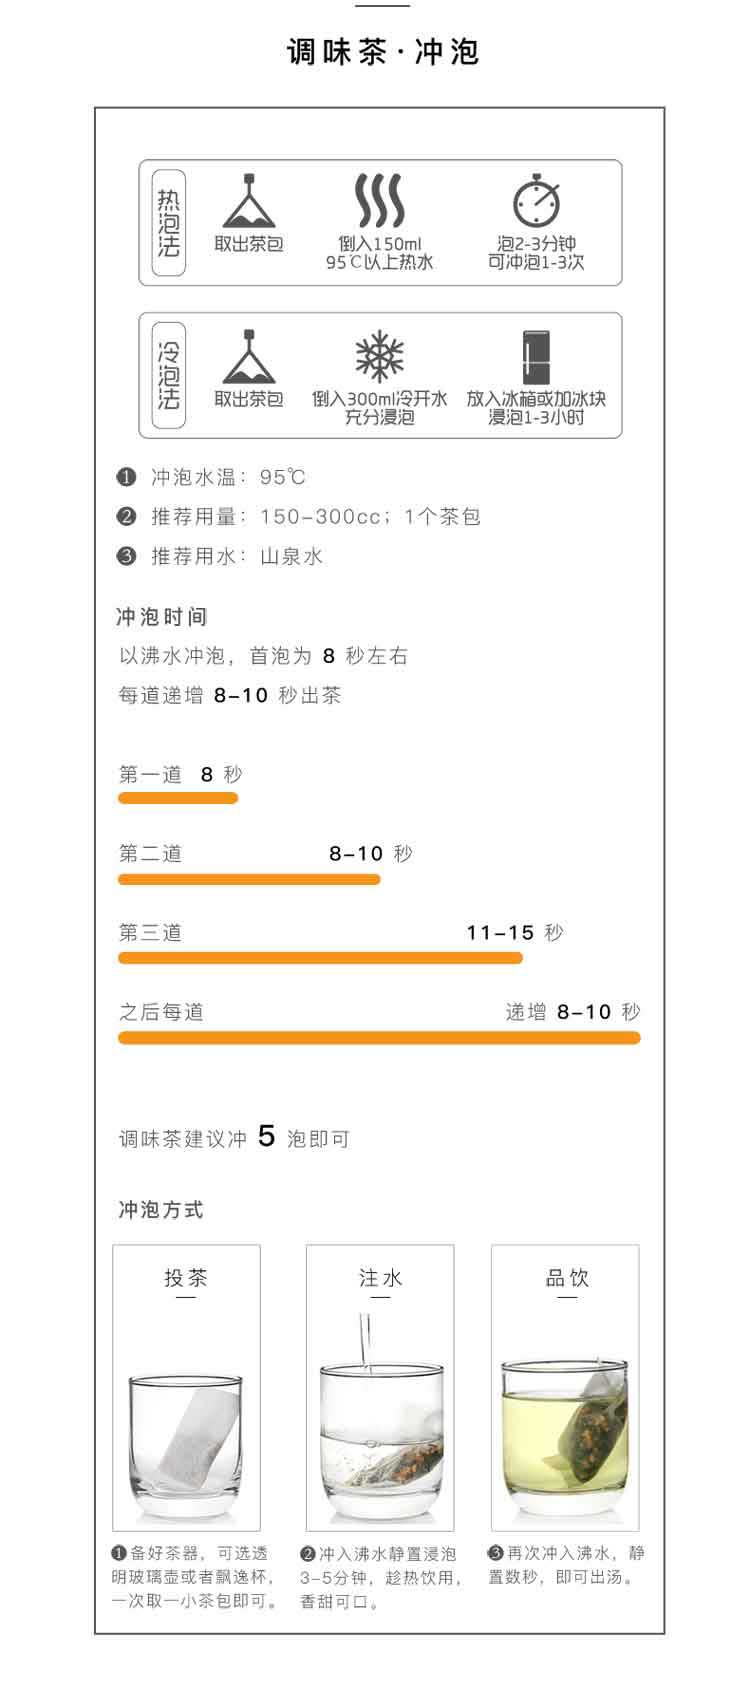 调味茶·冲泡
热泡法
取出茶包
倒入150ml
95℃以上热水
泡2-3分钟
可冲泡1-3次
冷泡法
取出茶包
倒入300ml冷开水
充分浸泡
放入冰箱或加冰块
浸泡1-3小时
❶ 冲泡水温：95℃
❷ 推荐用量：150-300cc；1个茶包
❸ 推荐用水：山泉水
冲泡时间
以沸水冲泡，首泡为 8 秒左右
每道递增 8-10 秒出茶
第一道 8 秒
第二道 8-10 秒
第三道 11-15 秒
之后每道 递增 8-10 秒
调味茶建议冲 5 泡即可
冲泡方式
投茶
❶备好茶器，可选透
明玻璃壶或者飘逸杯，
一次取一小茶包即可。
注水
❷冲入沸水静置浸泡
3-5分钟，趁热饮用，
香甜可口。
品饮
❸再次冲入沸水，静
置数秒，即可出汤。